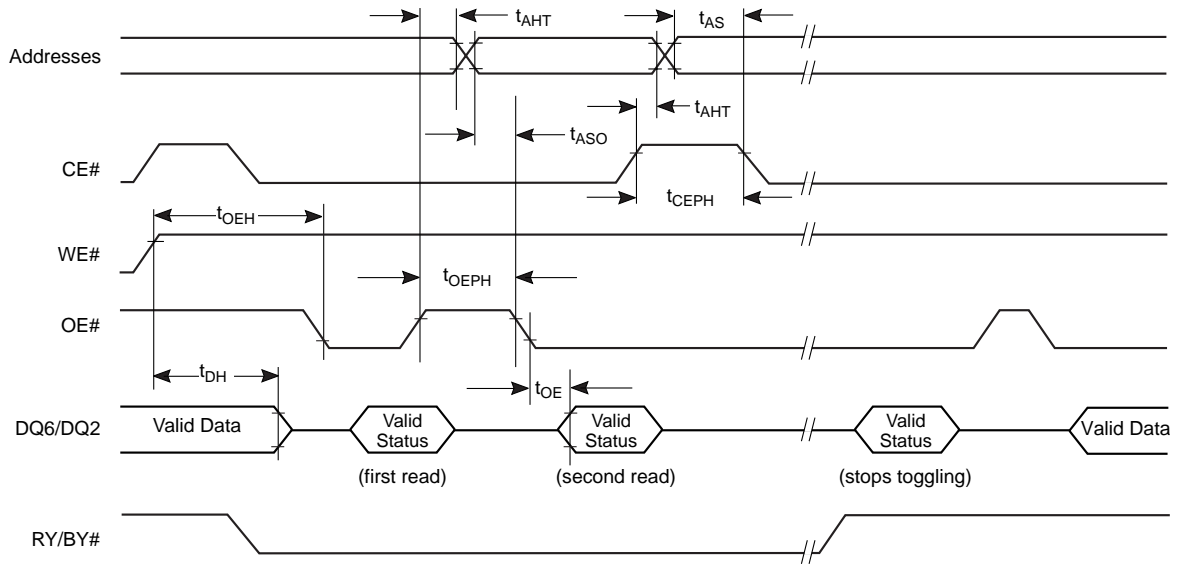 tAHT
tAS
Addresses
tAHT
tASO
CE#
tCEPH
tOEH
WE#
tOEPH
OE#
tDH
tOE
DQ6/DQ2
Valid Data
Valid
Status
Valid
Status
Valid
Status
Valid Data
(first read)
(second read)
(stops toggling)
RY/BY#